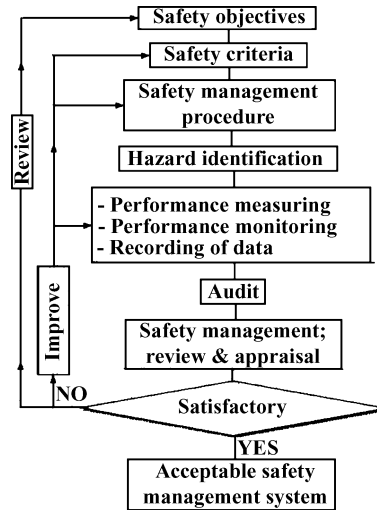 Safety objectives
Safety criteria
Safety management
procedure
Hazard identification
- Performance measuring
- Performance monitoring
- Recording of data
Audit
Safety management;
review & appraisal
Satisfactory
YES
Acceptable safety
management system
NO
Improve
Review